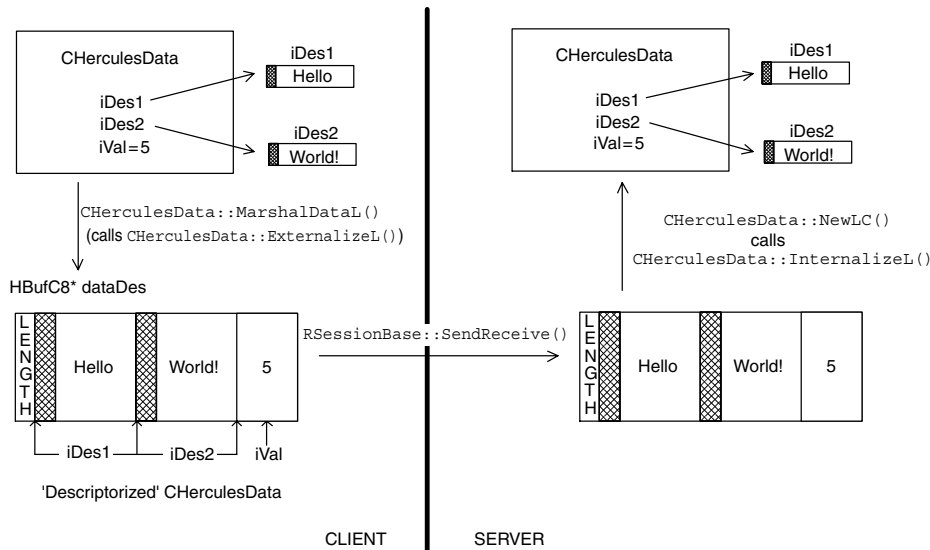 CHerculesData
iDes1
iDes2
iVal=5
iDes1
Hello
iDes2
World!
CHerculesData::MarshalDataL()
(calls CHerculesData::ExternalizeL())
HBufC8* dataDes
LENGTH
Hello
World!
5
iDes1
iDes2
iVal
'Descriptorized' CHerculesData
RSessionBase::SendReceive()
CLIENT
SERVER
CHerculesData
iDes1
iDes2
iVal=5
iDes1
Hello
iDes2
World!
CHerculesData::NewLC()
calls
CHerculesData::InternalizeL()
LENGTH
Hello
World!
5